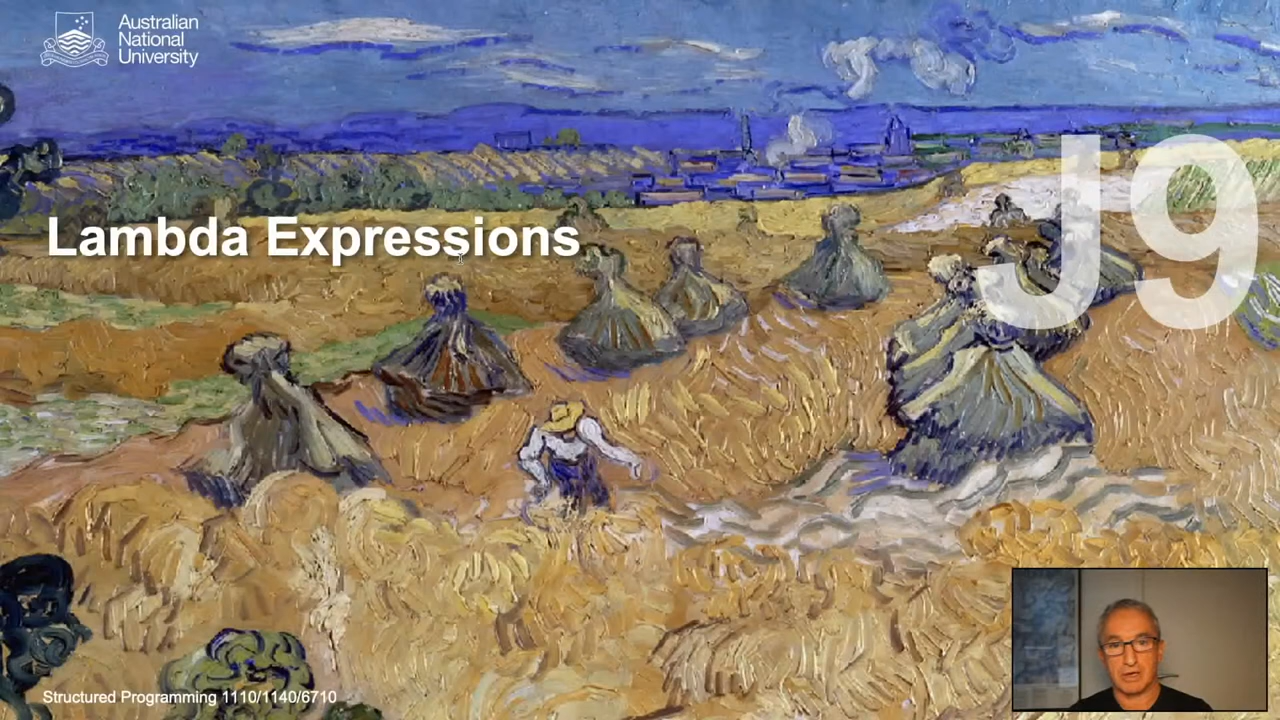 Australian
National
University
J9
Lambda Expressions
Structured Programming 1110/1140/6710